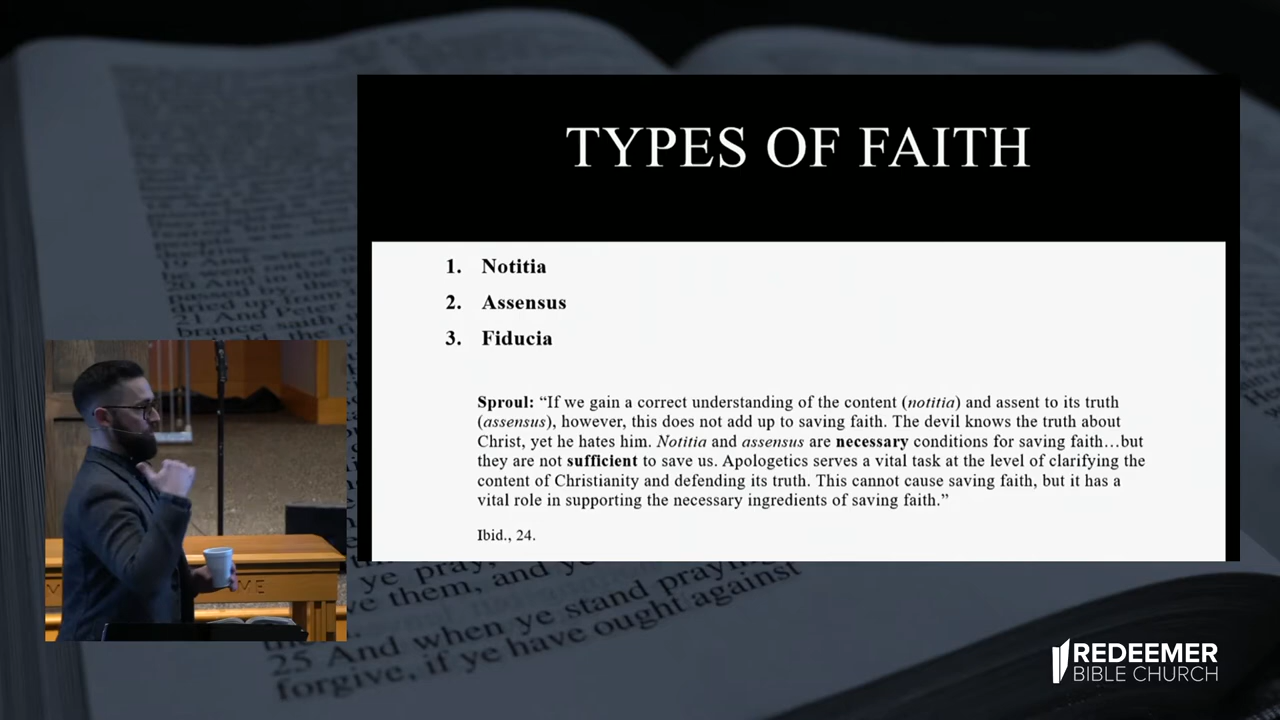 TYPES OF FAITH
1. Notitia
2. Assensus
3. Fiducia
Sproul: “If we gain a correct understanding of the content (notitia) and assent to its truth
(assensus), however, this does not add up to saving faith. The devil knows the truth about
Christ, yet he hates him. Notitia and assensus are necessary conditions for saving faith…but
they are not sufficient to save us. Apologetics serves a vital task at the level of clarifying the
content of Christianity and defending its truth. This cannot cause saving faith, but it has a
vital role in supporting the necessary ingredients of saving faith.”
Ibid., 24.
ye pray,
ve them, and
when ye stand praying
25 And
forgive, if ye have ought against
REDEEMER
BIBLE CHURCH